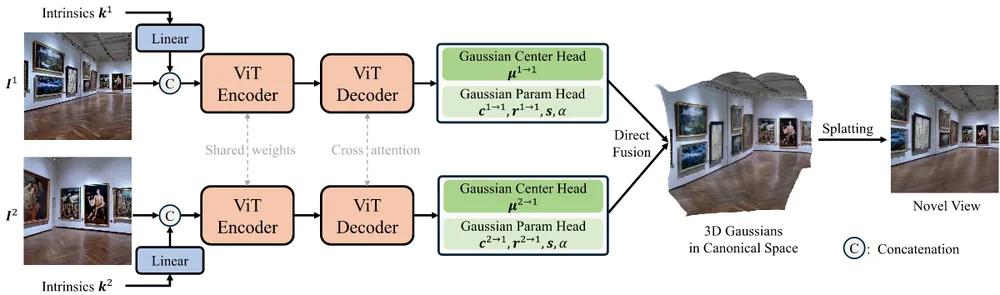 Intrinsics k¹
Linear
I¹
C
ViT
Encoder
ViT
Decoder
Gaussian Center Head
μ¹→¹
Gaussian Param Head
c¹→¹, r¹→¹, s, α
Shared weights
Cross attention
Direct
Fusion
Splatting
I²
C
ViT
Encoder
ViT
Decoder
Gaussian Center Head
μ²→¹
Gaussian Param Head
c²→¹, r²→¹, s, α
Linear
Intrinsics k²
3D Gaussians
in Canonical Space
Novel View
C : Concatenation